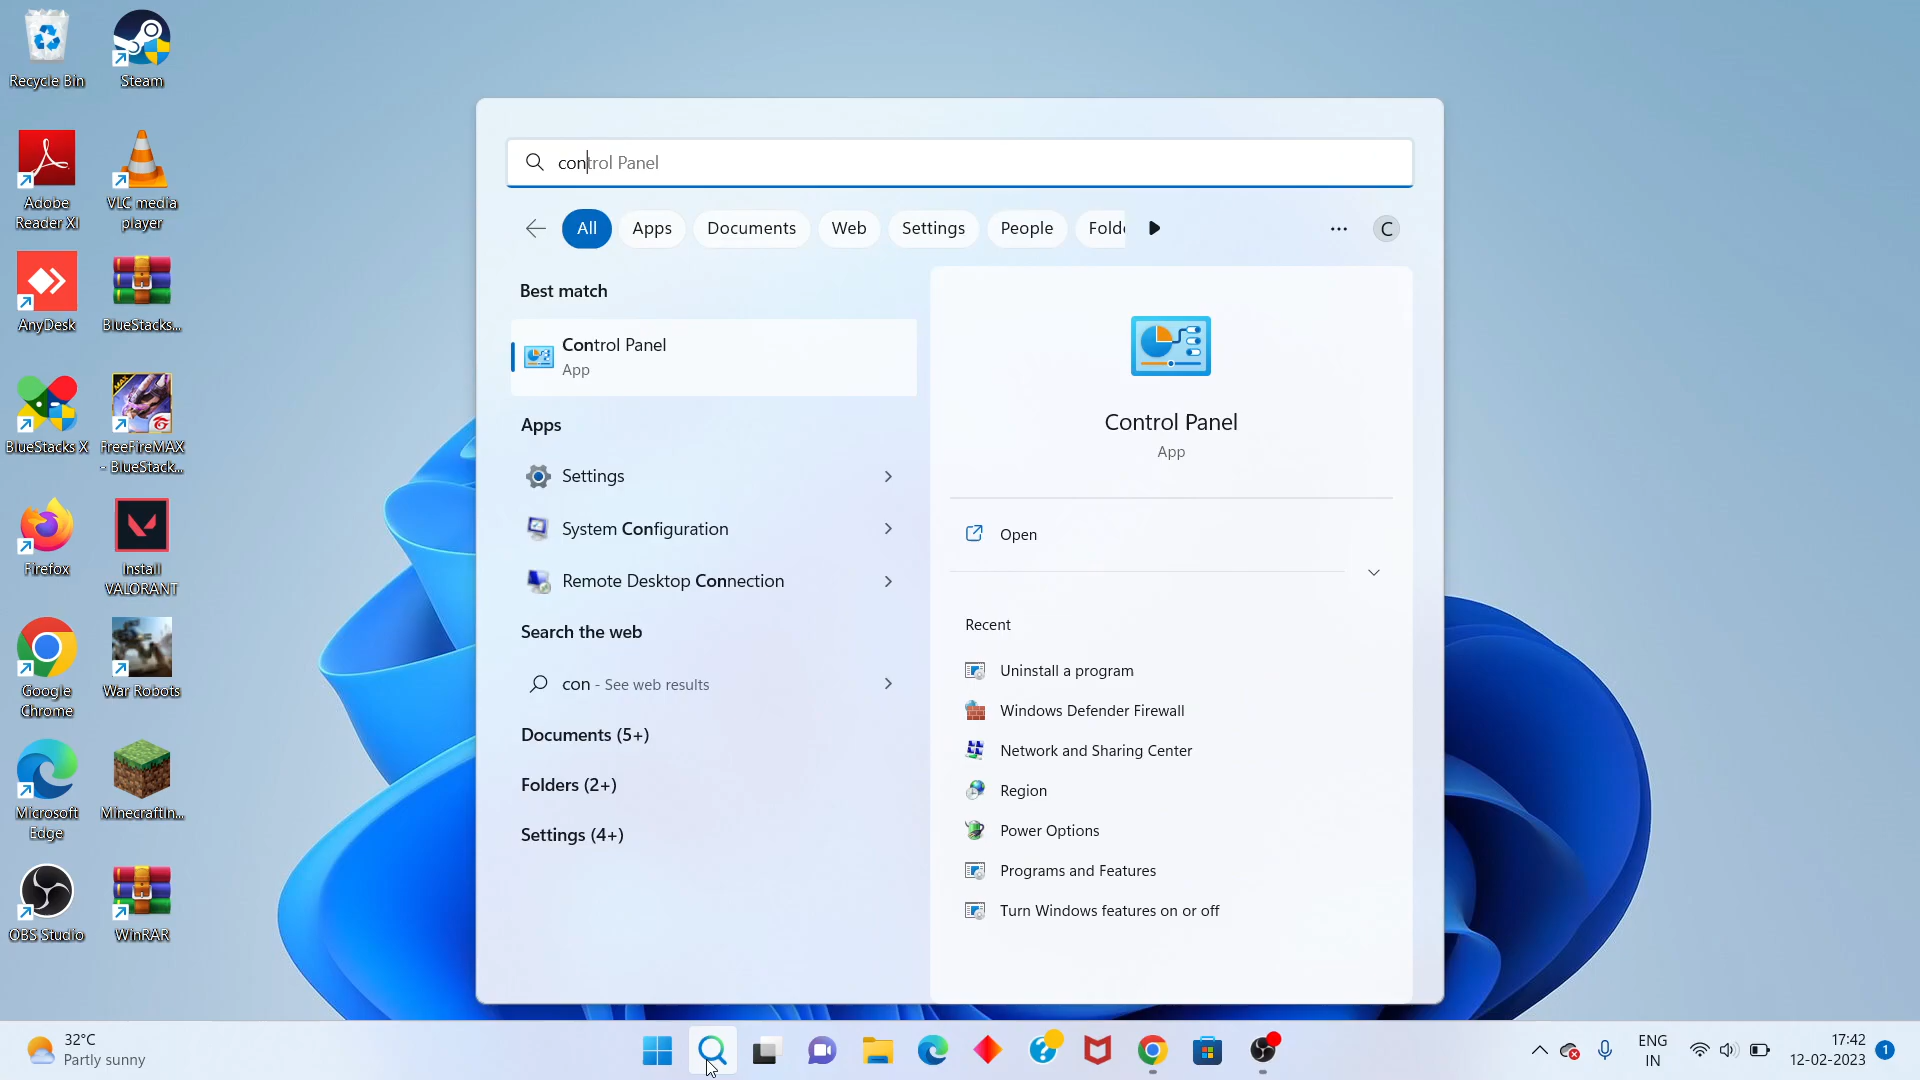 Recycle Bin
Steam
Adobe
Reader XI
VLC media
player
AnyDesk
BlueStacks...
BlueStacks X
MAX
FreeFireMAX
- BlueStack...
Firefox
Install
VALORANT
Google
Chrome
War Robots
Microsoft
Edge
MinecraftIn...
OBS Studio
WinRAR
control Panel
All
Apps
Documents
Web
Settings
People
Folde
C
Best match
Control Panel
App
Apps
Settings
System Configuration
Remote Desktop Connection
Search the web
con - See web results
Documents (5+)
Folders (2+)
Settings (4+)
Control Panel
App
Open
Recent
Uninstall a program
Windows Defender Firewall
Network and Sharing Center
Region
Power Options
Programs and Features
Turn Windows features on or off
32°C
Partly sunny
ENG
IN
17:42
12-02-2023
1